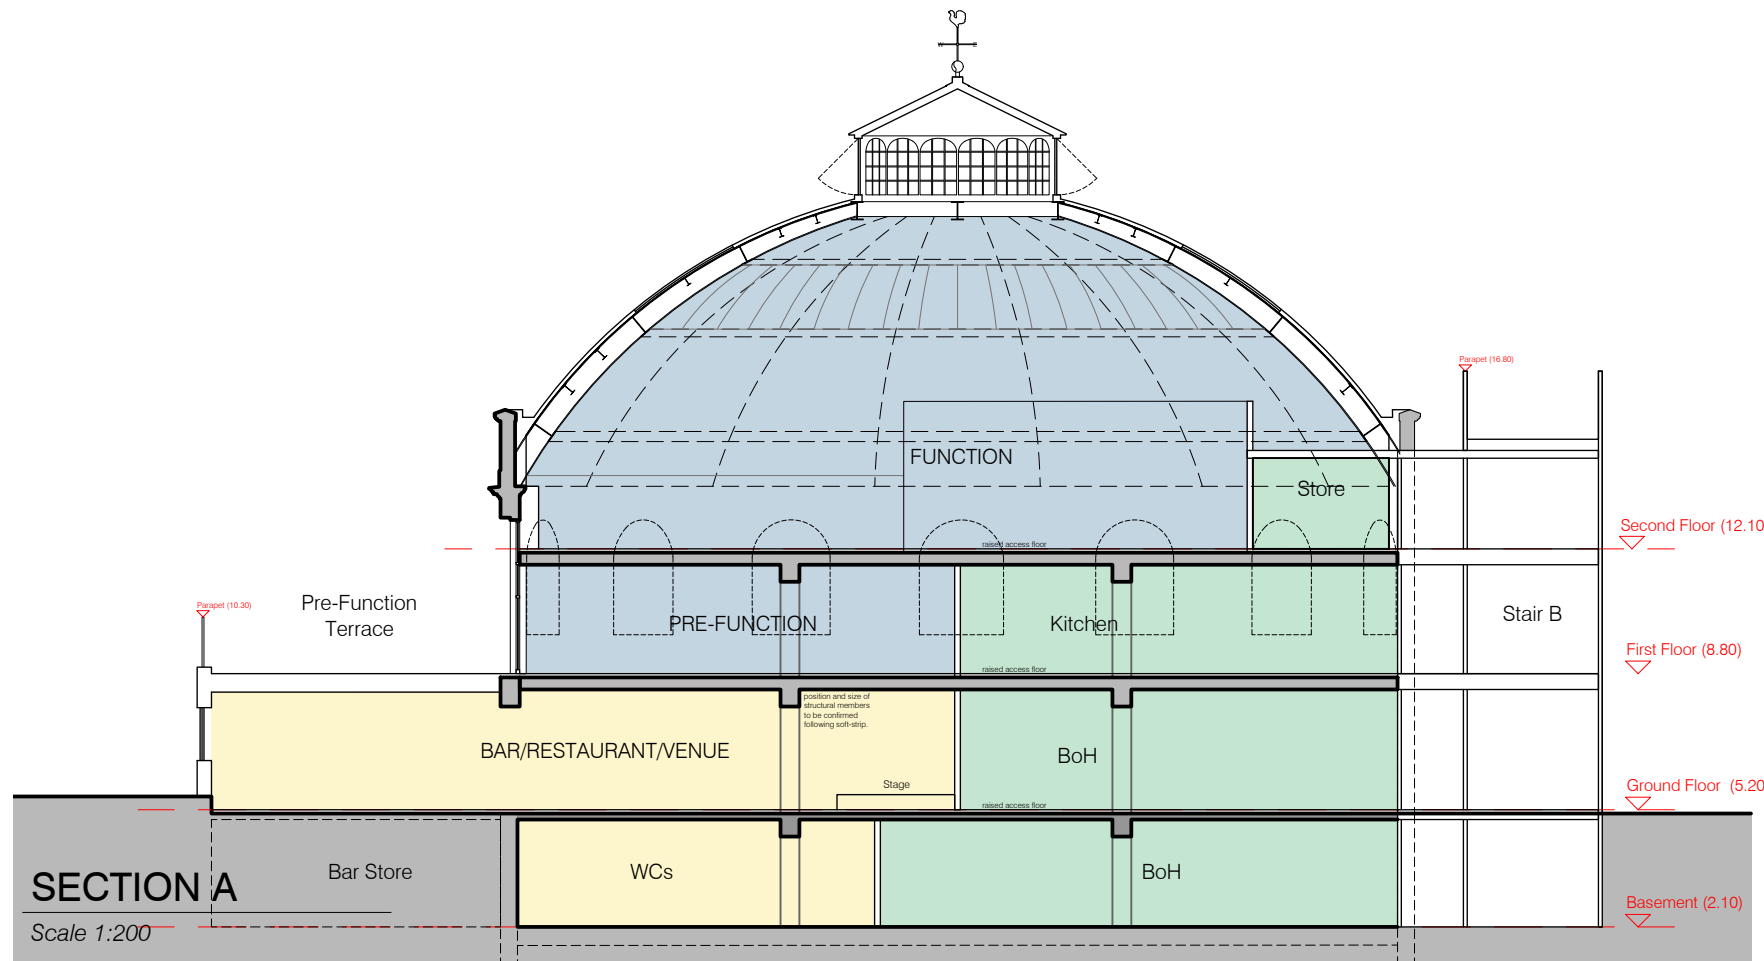 W E
Parapet (16.80)
FUNCTION
Store
Second Floor (12.10
raised access floor
Parapet (10.30)
Pre-Function
Terrace
PRE-FUNCTION
Kitchen
Stair B
First Floor (8.80)
raised access floor
position and size of
structural members
to be confirmed
following soft-strip.
BAR/RESTAURANT/VENUE
BoH
Stage
Ground Floor (5.20
raised access floor
Bar Store
WCs
BoH
SECTION A
Basement (2.10)
Scale 1:200